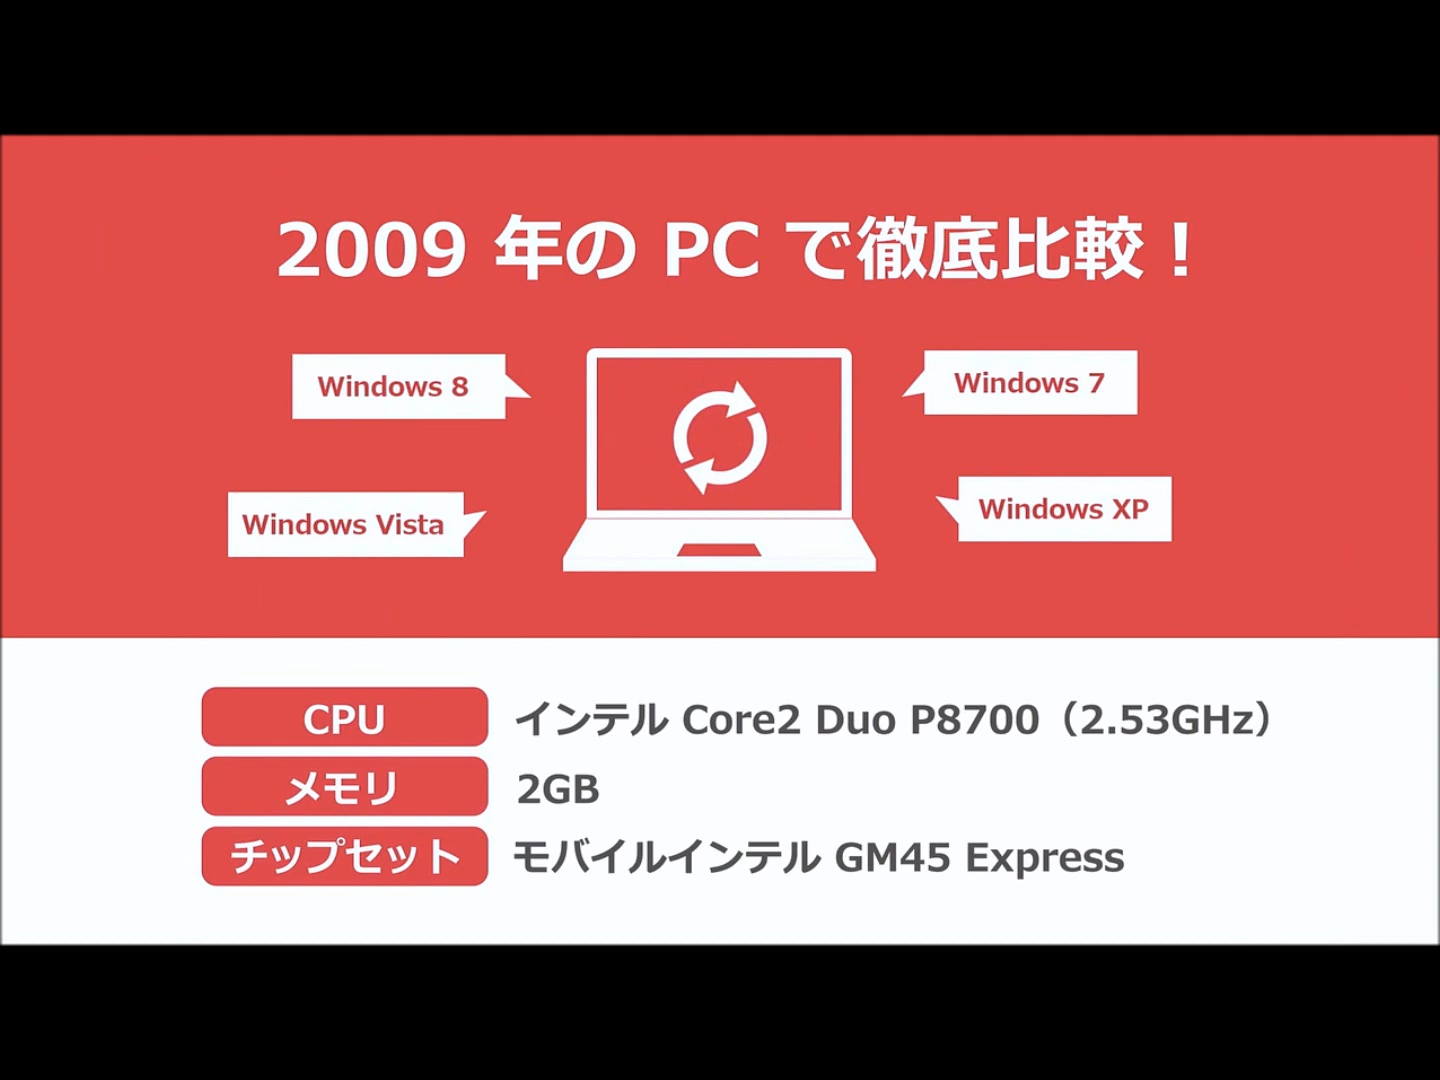 2009 年の PC で徹底比較！
Windows 8
Windows 7
Windows Vista
Windows XP
CPU インテル Core2 Duo P8700（2.53GHz）
メモリ 2GB
チップセット モバイルインテル GM45 Express